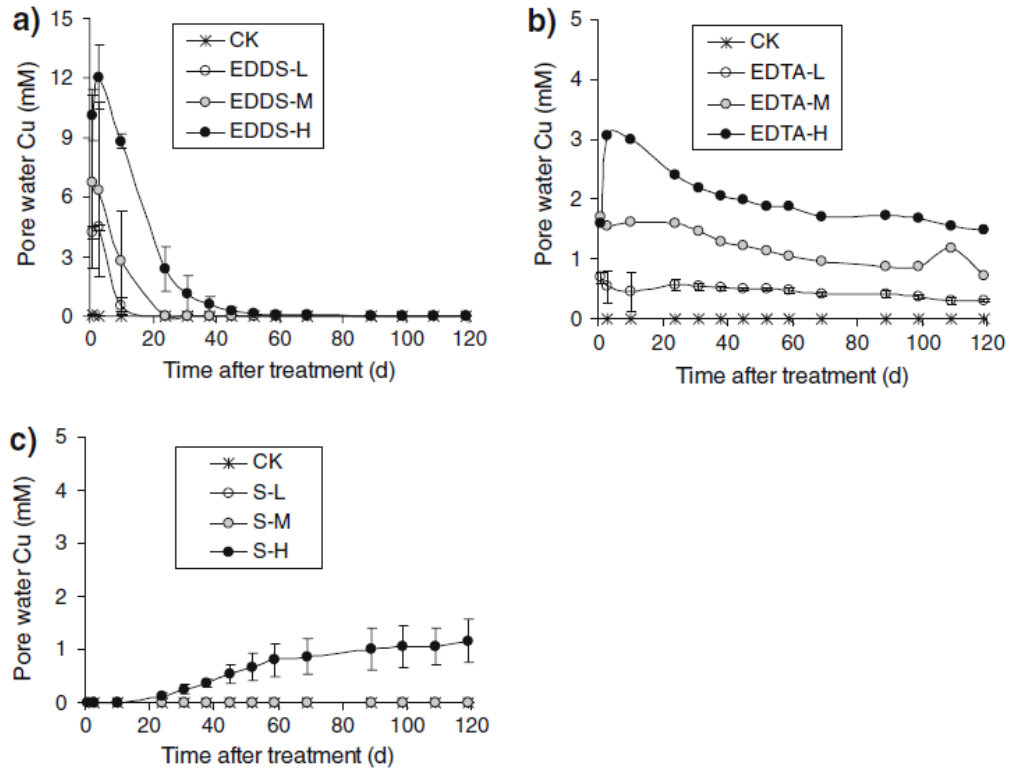 a)
15
12
9
6
3
0
Pore water Cu (mM)
CK
EDDS-L
EDDS-M
EDDS-H
0 20 40 60 80 100 120
Time after treatment (d)
b)
5
4
3
2
1
0
Pore water Cu (mM)
CK
EDTA-L
EDTA-M
EDTA-H
0 20 40 60 80 100 120
Time after treatment (d)
c)
5
4
3
2
1
0
Pore water Cu (mM)
CK
S-L
S-M
S-H
0 20 40 60 80 100 120
Time after treatment (d)